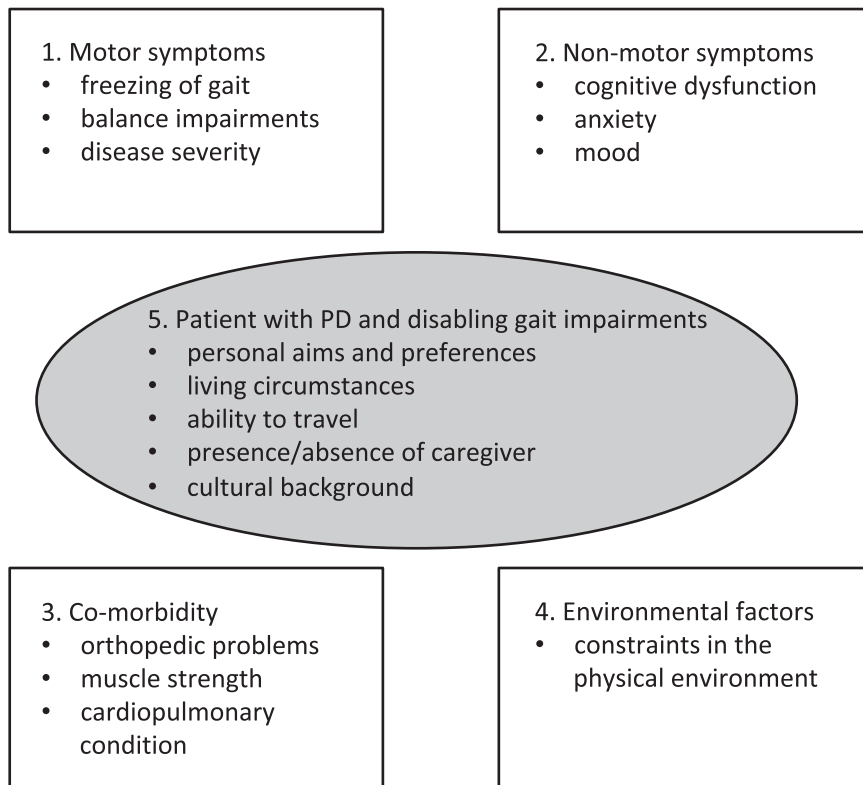 1. Motor symptoms
• freezing of gait
• balance impairments
• disease severity
2. Non-motor symptoms
• cognitive dysfunction
• anxiety
• mood
5. Patient with PD and disabling gait impairments
• personal aims and preferences
• living circumstances
• ability to travel
• presence/absence of caregiver
• cultural background
3. Co-morbidity
• orthopedic problems
• muscle strength
• cardiopulmonary
condition
4. Environmental factors
• constraints in the
physical environment